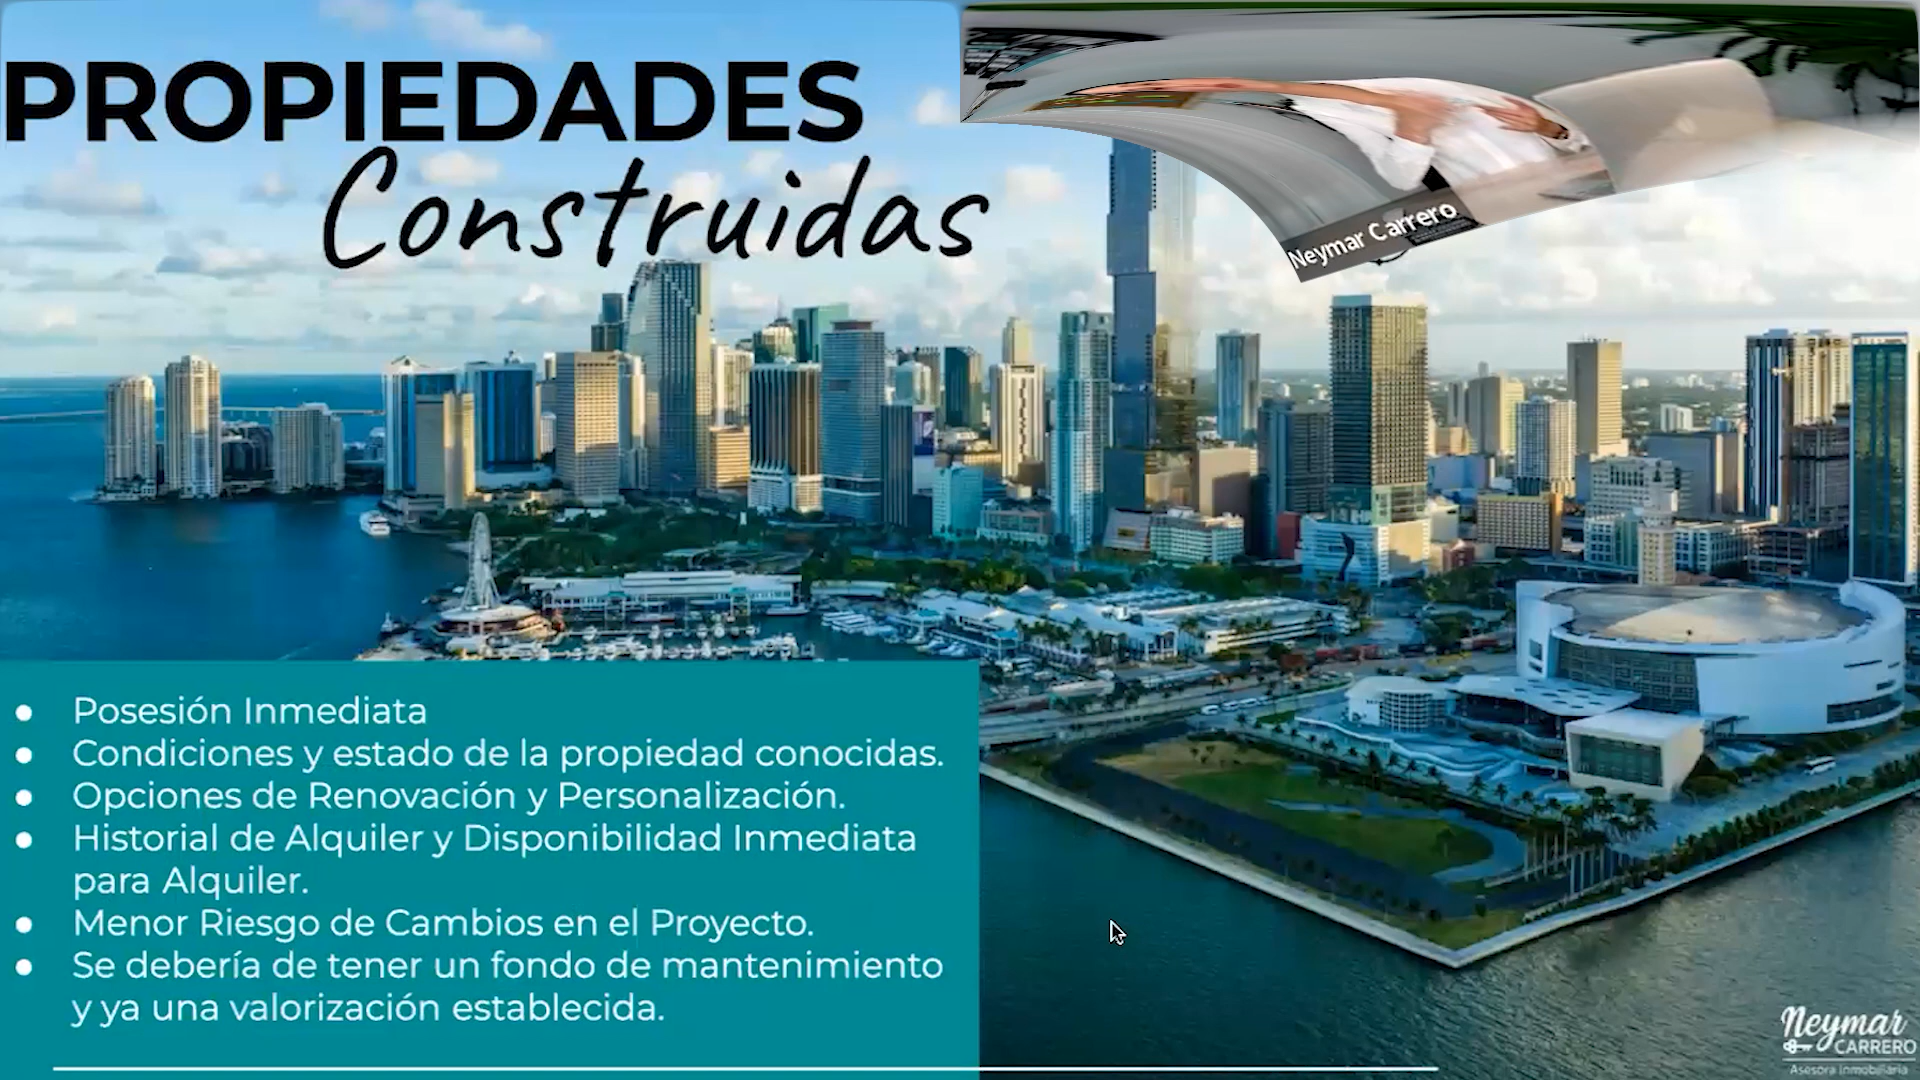 PROPIEDADES
Construidas
Neymar Carrero
• Posesión Inmediata
• Condiciones y estado de la propiedad conocidas.
• Opciones de Renovación y Personalización.
• Historial de Alquiler y Disponibilidad Inmediata
para Alquiler.
• Menor Riesgo de Cambios en el Proyecto.
• Se debería de tener un fondo de mantenimiento
y ya una valorización establecida.
Neymar
CARRERO
Asesora Inmobiliaria